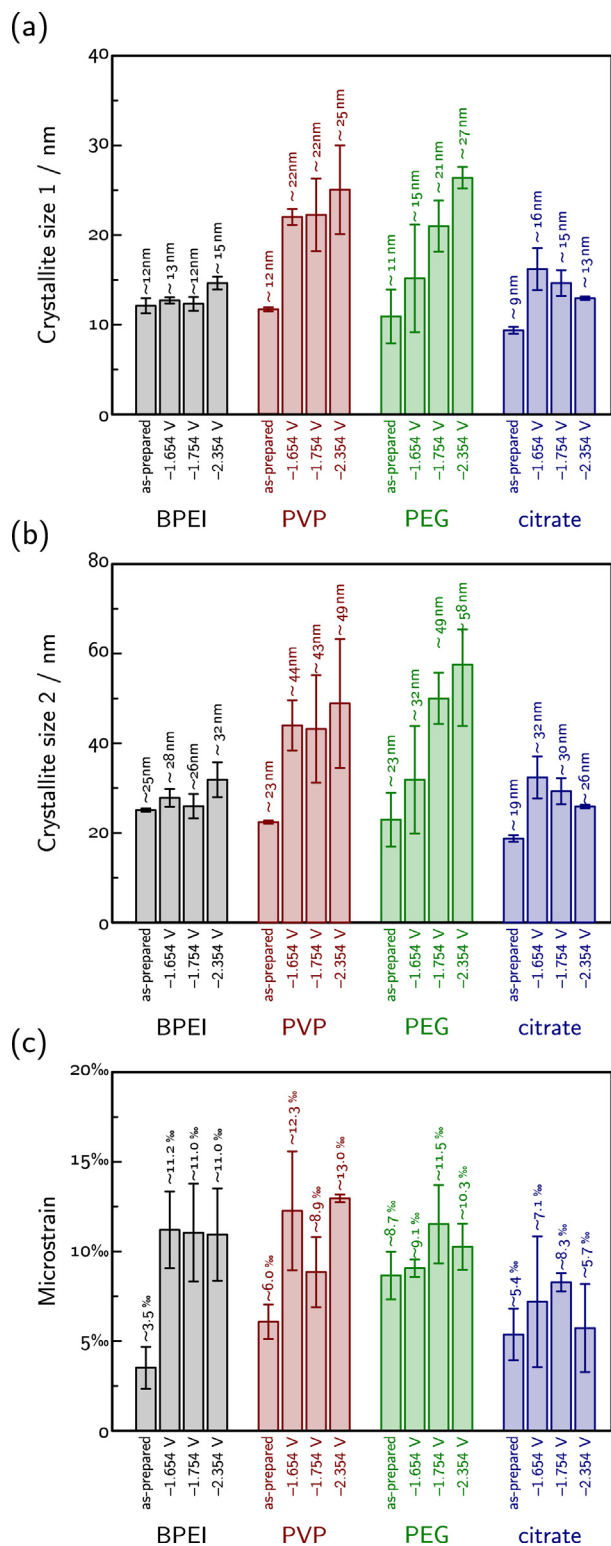 (a)
Crystallite size 1 / nm
40
30
20
10
0
~12nm
~13nm
~12nm
~15nm
~12nm
~22nm
~22nm
~25nm
~11nm
~15nm
~21nm
~27nm
~9nm
~16nm
~15nm
~13nm
as-prepared
−1.654 V
−1.754 V
−2.354 V
as-prepared
−1.654 V
−1.754 V
−2.354 V
as-prepared
−1.654 V
−1.754 V
−2.354 V
as-prepared
−1.654 V
−1.754 V
−2.354 V
BPEI PVP PEG citrate
(b)
Crystallite size 2 / nm
80
60
40
20
0
~25nm
~28nm
~26nm
~32nm
~23nm
~44nm
~43nm
~49nm
~23nm
~32nm
~49nm
~58nm
~19nm
~32nm
~30nm
~26nm
as-prepared
−1.654 V
−1.754 V
−2.354 V
as-prepared
−1.654 V
−1.754 V
−2.354 V
as-prepared
−1.654 V
−1.754 V
−2.354 V
as-prepared
−1.654 V
−1.754 V
−2.354 V
BPEI PVP PEG citrate
(c)
Microstrain
20‰
15‰
10‰
5‰
0
~3.5 ‰
~11.2 ‰
~11.0 ‰
~11.0 ‰
~6.0 ‰
~12.3 ‰
~8.9 ‰
~13.0 ‰
~8.7 ‰
~9.1 ‰
~11.5 ‰
~10.3 ‰
~5.4 ‰
~7.1 ‰
~8.3 ‰
~5.7 ‰
as-prepared
−1.654 V
−1.754 V
−2.354 V
as-prepared
−1.654 V
−1.754 V
−2.354 V
as-prepared
−1.654 V
−1.754 V
−2.354 V
as-prepared
−1.654 V
−1.754 V
−2.354 V
BPEI PVP PEG citrate